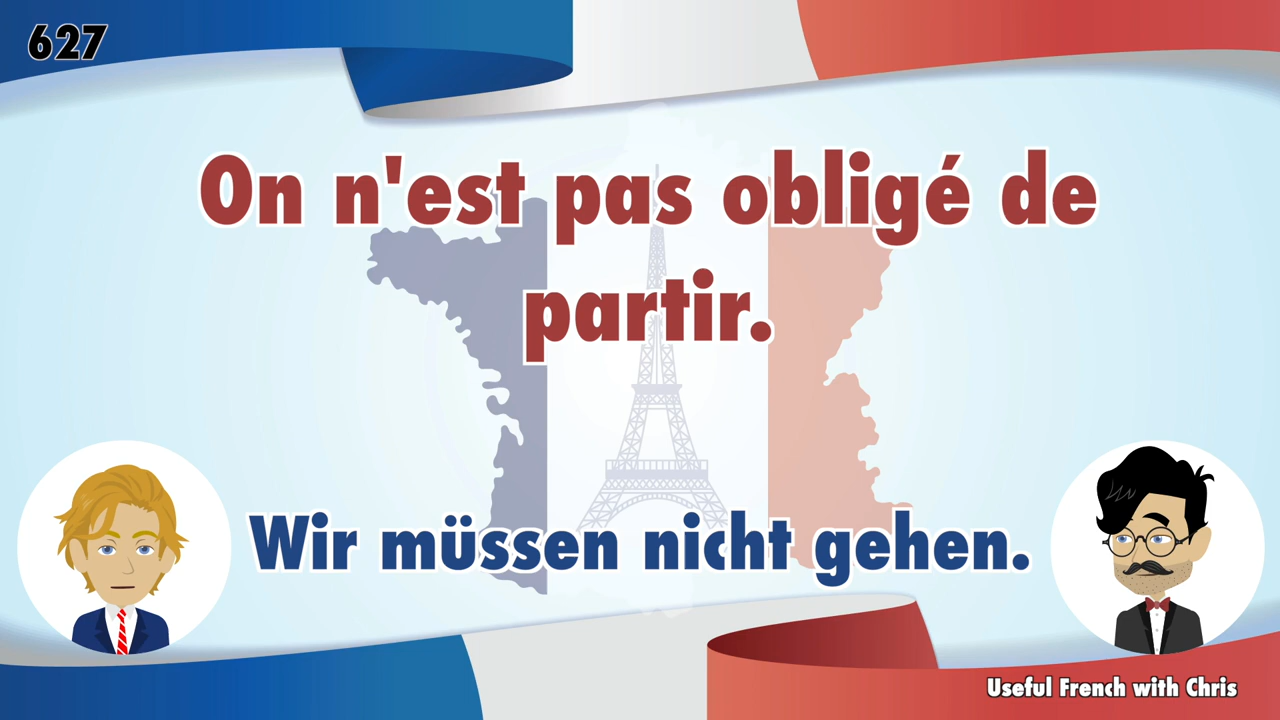 627
On n'est pas obligé de
partir.
Wir müssen nicht gehen.
Useful French with Chris